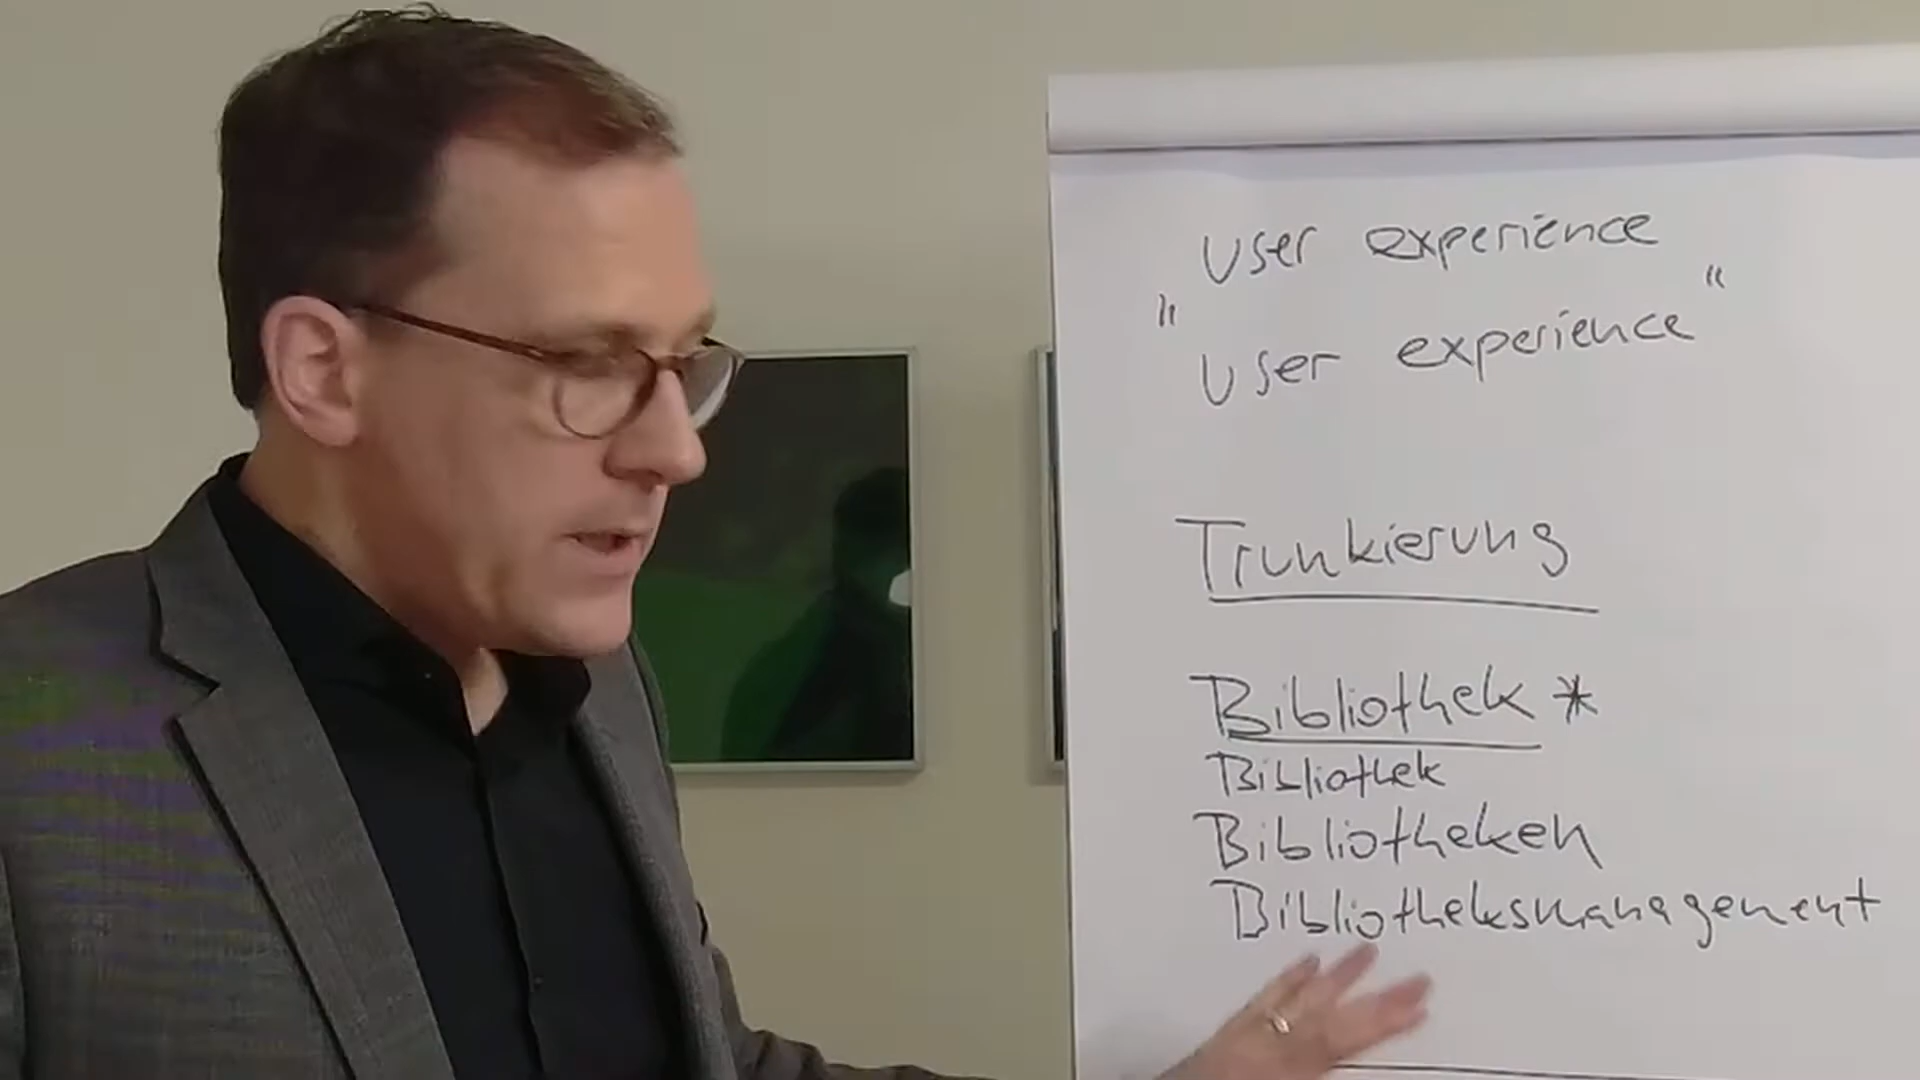 user experience
„user experience“
Trunkierung
Bibliothek *
Bibliothek
Bibliotheken
Bibliotheksmanagement